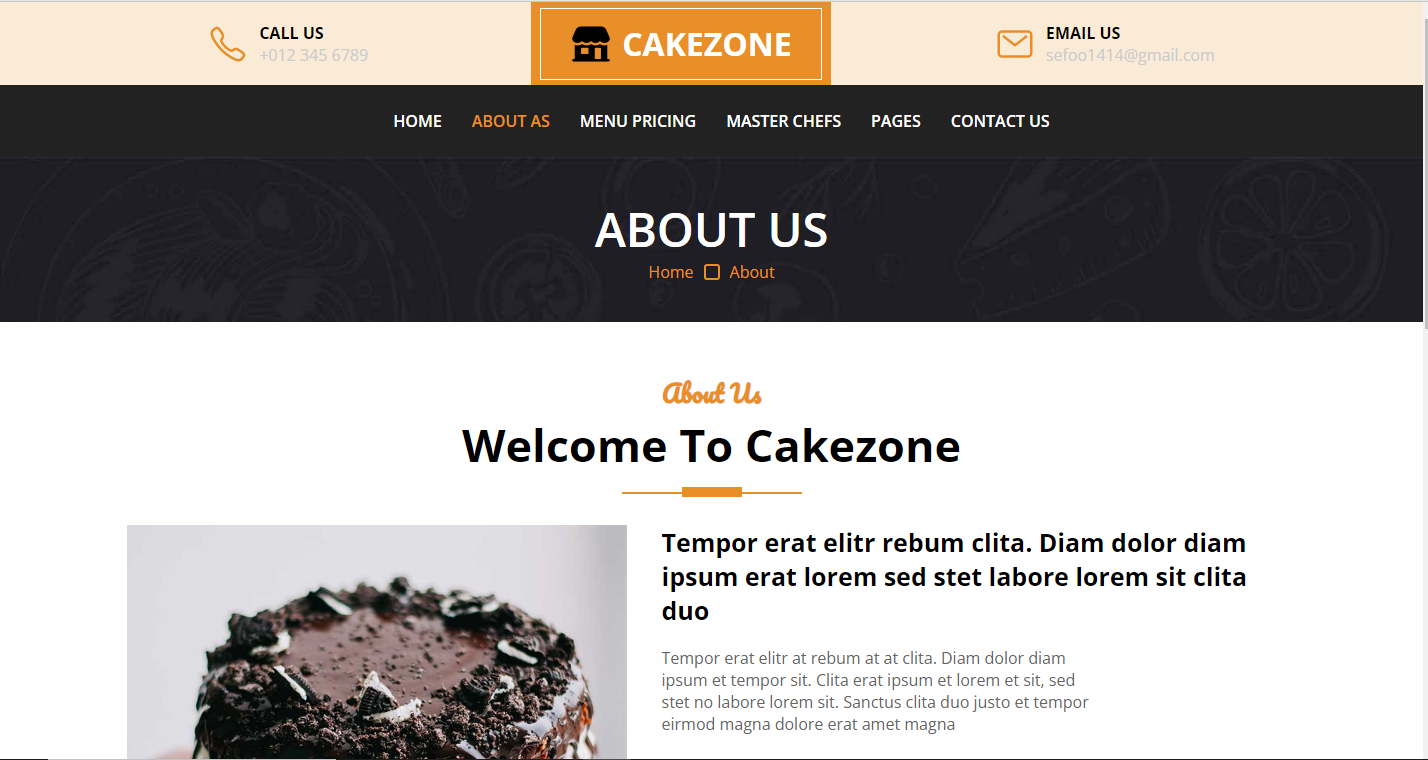 CALL US
+012 345 6789
CAKEZONE
EMAIL US
sefoo1414@gmail.com
HOME ABOUT AS MENU PRICING MASTER CHEFS PAGES CONTACT US
ABOUT US
Home About
About Us
Welcome To Cakezone
Tempor erat elitr rebum clita. Diam dolor diam
ipsum erat lorem sed stet labore lorem sit clita
duo
Tempor erat elitr at rebum at at clita. Diam dolor diam
ipsum et tempor sit. Clita erat ipsum et lorem et sit, sed
stet no labore lorem sit. Sanctus clita duo justo et tempor
eirmod magna dolore erat amet magna